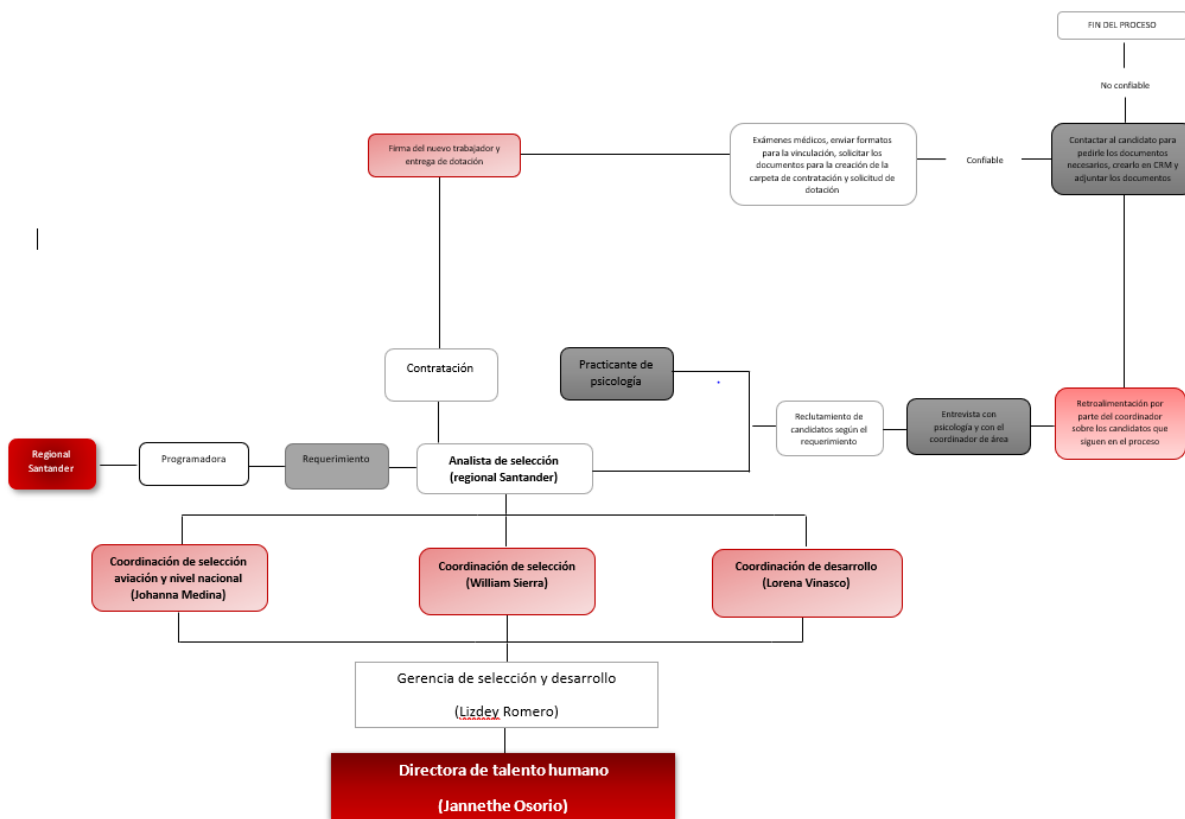 FIN DEL PROCESO
No confiable
Firma del nuevo trabajador y
entrega de dotación
Exámenes médicos, enviar formatos
para la vinculación, solicitar los
documentos para la creación de la
carpeta de contratación y solicitud de
dotación
Confiable
Contactar al candidato para
pedirle los documentos
necesarios, crearlo en CRM y
adjuntar los documentos
Contratación
Practicante de
psicología
Reclutamiento de
candidatos según el
requerimiento
Entrevista con
psicología y con el
coordinador de área
Retroalimentación por
parte del coordinador
sobre los candidatos que
siguen en el proceso
Regional
Santander
Programadora
Requerimiento
Analista de selección
(regional Santander)
Coordinación de selección
aviación y nivel nacional
(Johanna Medina)
Coordinación de selección
(William Sierra)
Coordinación de desarrollo
(Lorena Vinasco)
Gerencia de selección y desarrollo
(Lizdey Romero)
Directora de talento humano
(Jannethe Osorio)